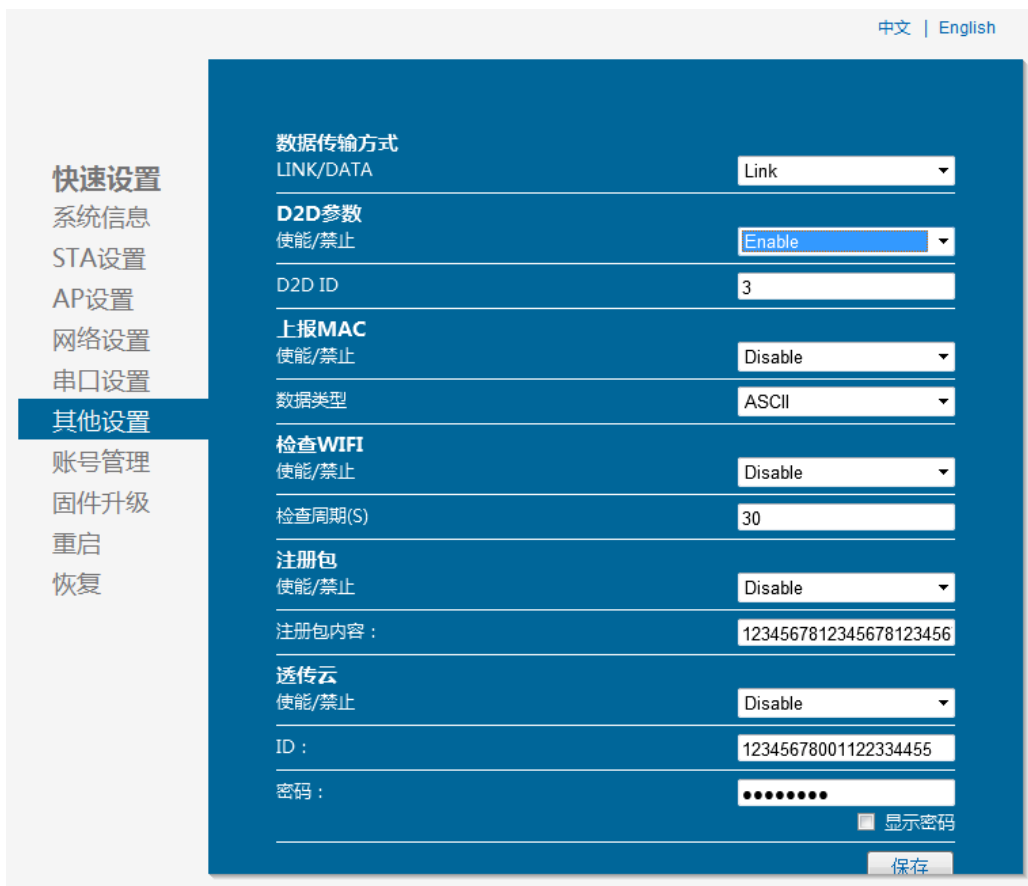 中文 | English
快速设置
系统信息
STA设置
AP设置
网络设置
串口设置
其他设置
账号管理
固件升级
重启
恢复
数据传输方式
LINK/DATA Link
D2D参数
使能/禁止 Enable
D2D ID 3
上报MAC
使能/禁止 Disable
数据类型 ASCII
检查WIFI
使能/禁止 Disable
检查周期(S) 30
注册包
使能/禁止 Disable
注册包内容： 1234567812345678123456
透传云
使能/禁止 Disable
ID： 12345678001122334455
密码： ●●●●●●●●
显示密码
保存